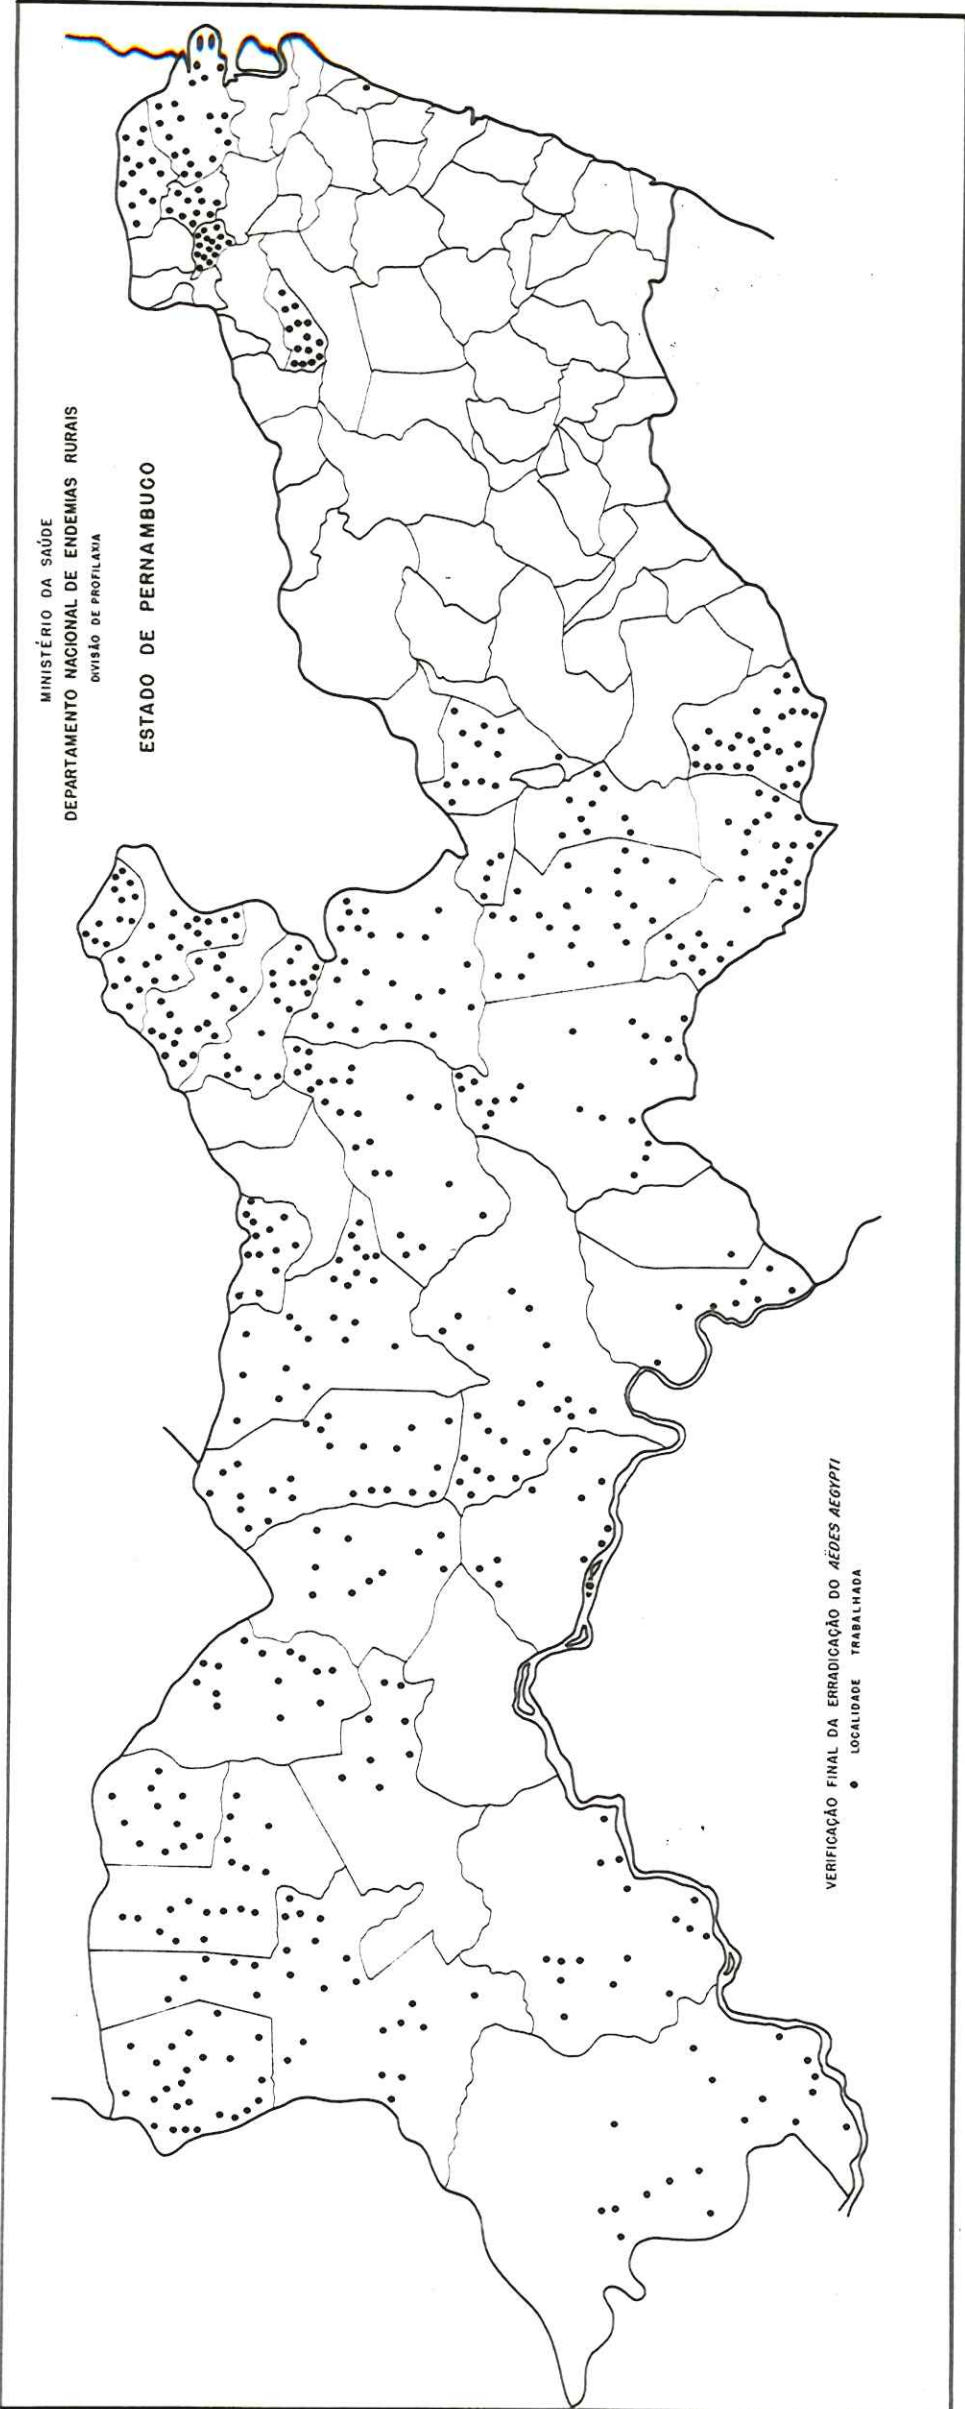 MINISTÉRIO DA SAÚDE
DEPARTAMENTO NACIONAL DE ENDEMIAS RURAIS
DIVISÃO DE PROFILAXIA
ESTADO DE PERNAMBUCO
VERIFICAÇÃO FINAL DA ERRADICAÇÃO DO AËDES AEGYPTI
LOCALIDADE TRABALHADA